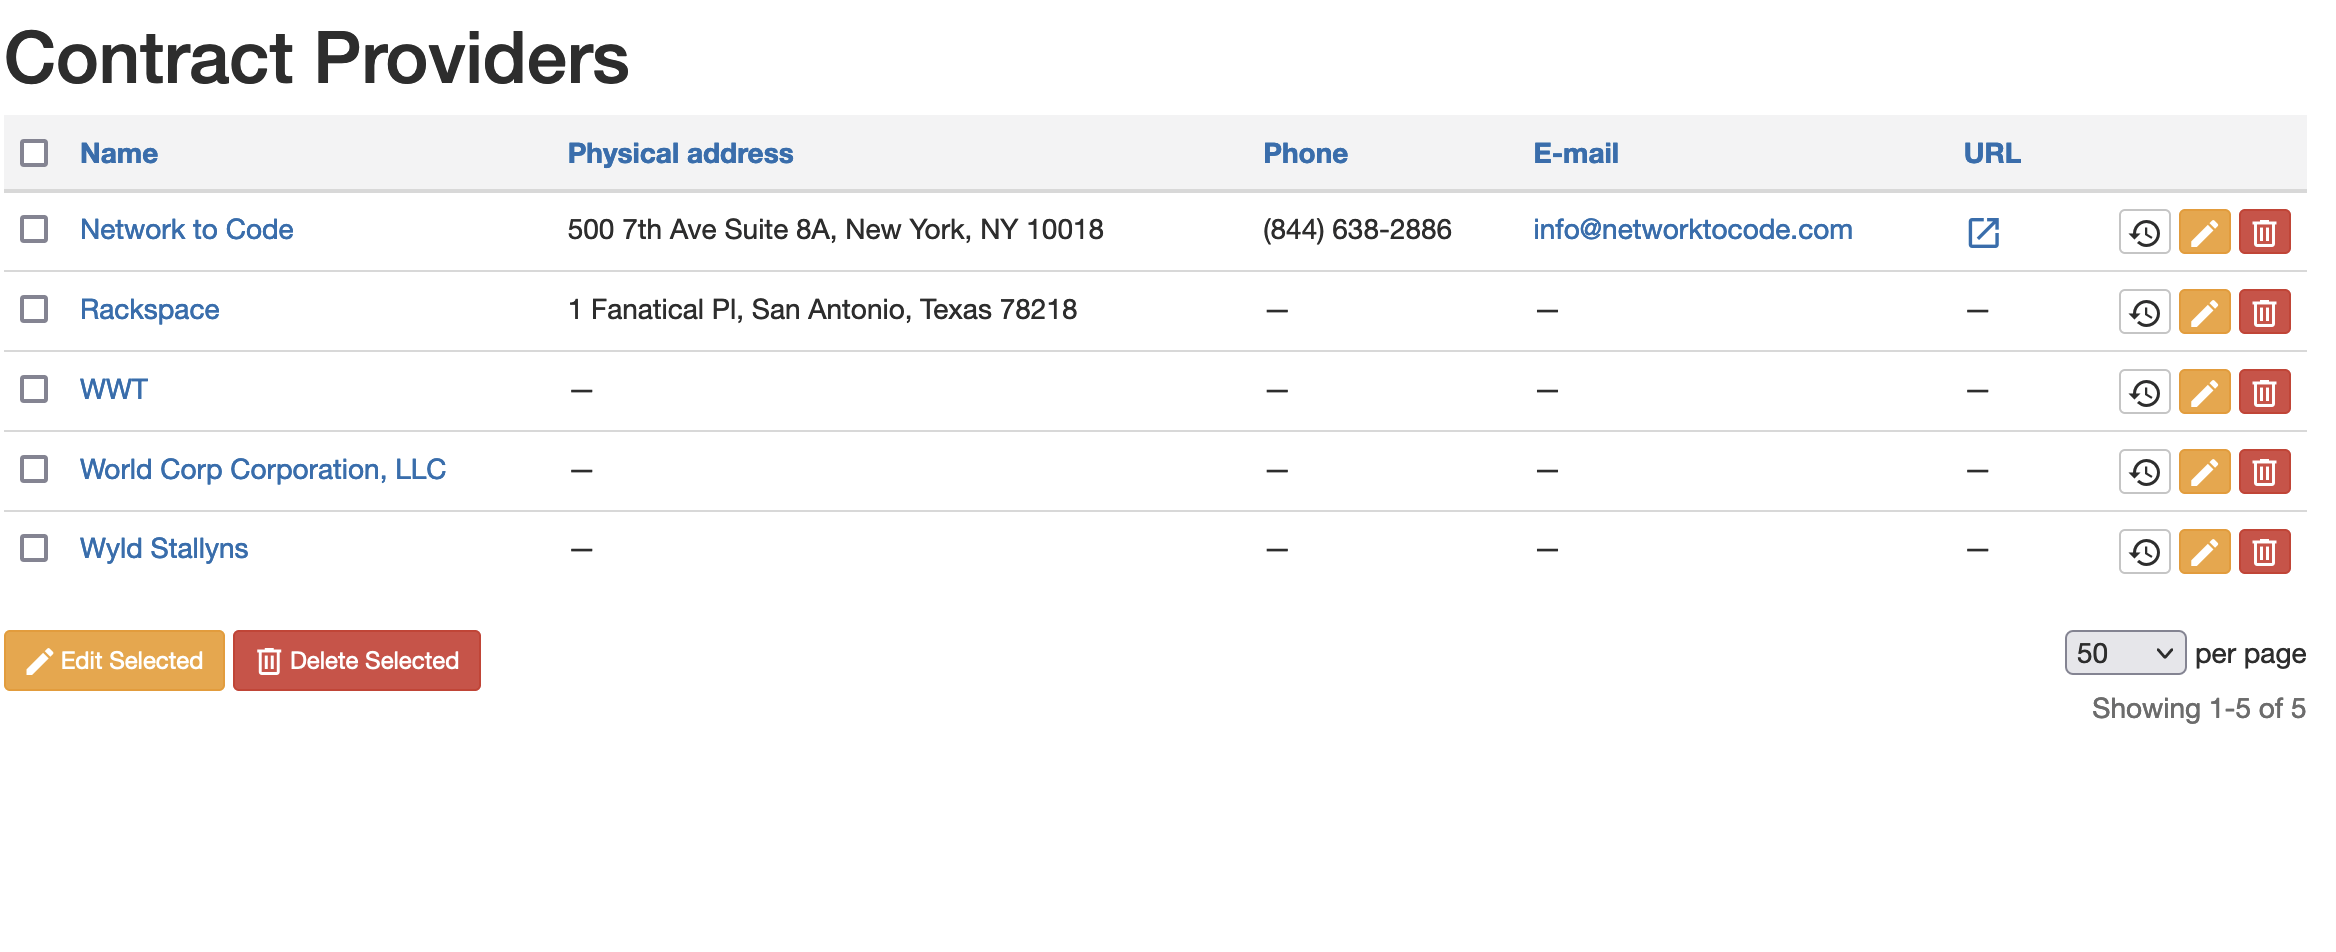 Contract Providers
Name Physical address Phone E-mail URL
Network to Code 500 7th Ave Suite 8A, New York, NY 10018 (844) 638-2886 info@networktocode.com
Rackspace 1 Fanatical Pl, San Antonio, Texas 78218 — — —
WWT — — — —
World Corp Corporation, LLC — — — —
Wyld Stallyns — — — —
Edit Selected Delete Selected 50 per page
Showing 1-5 of 5